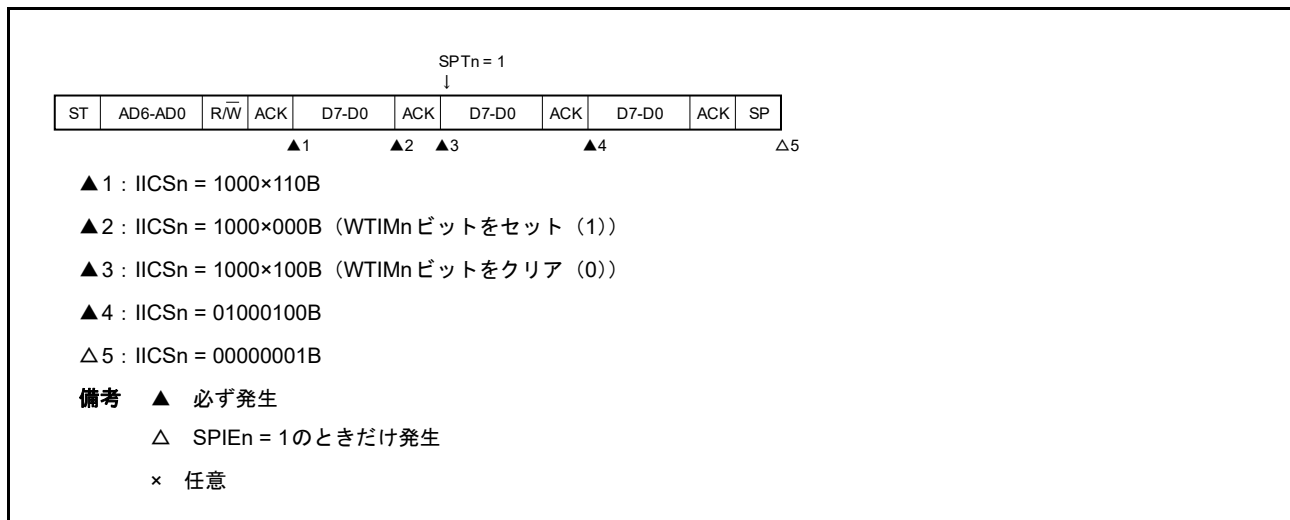 SPTn = 1
↓
ST AD6-AD0 R/W̅ ACK D7-D0 ACK D7-D0 ACK D7-D0 ACK SP
▲1 ▲2 ▲3 ▲4 △5
▲1：IICSn = 1000×110B
▲2：IICSn = 1000×000B（WTIMnビットをセット（1））
▲3：IICSn = 1000×100B（WTIMnビットをクリア（0））
▲4：IICSn = 01000100B
△5：IICSn = 00000001B
備考 ▲ 必ず発生
△ SPIEn = 1のときだけ発生
× 任意